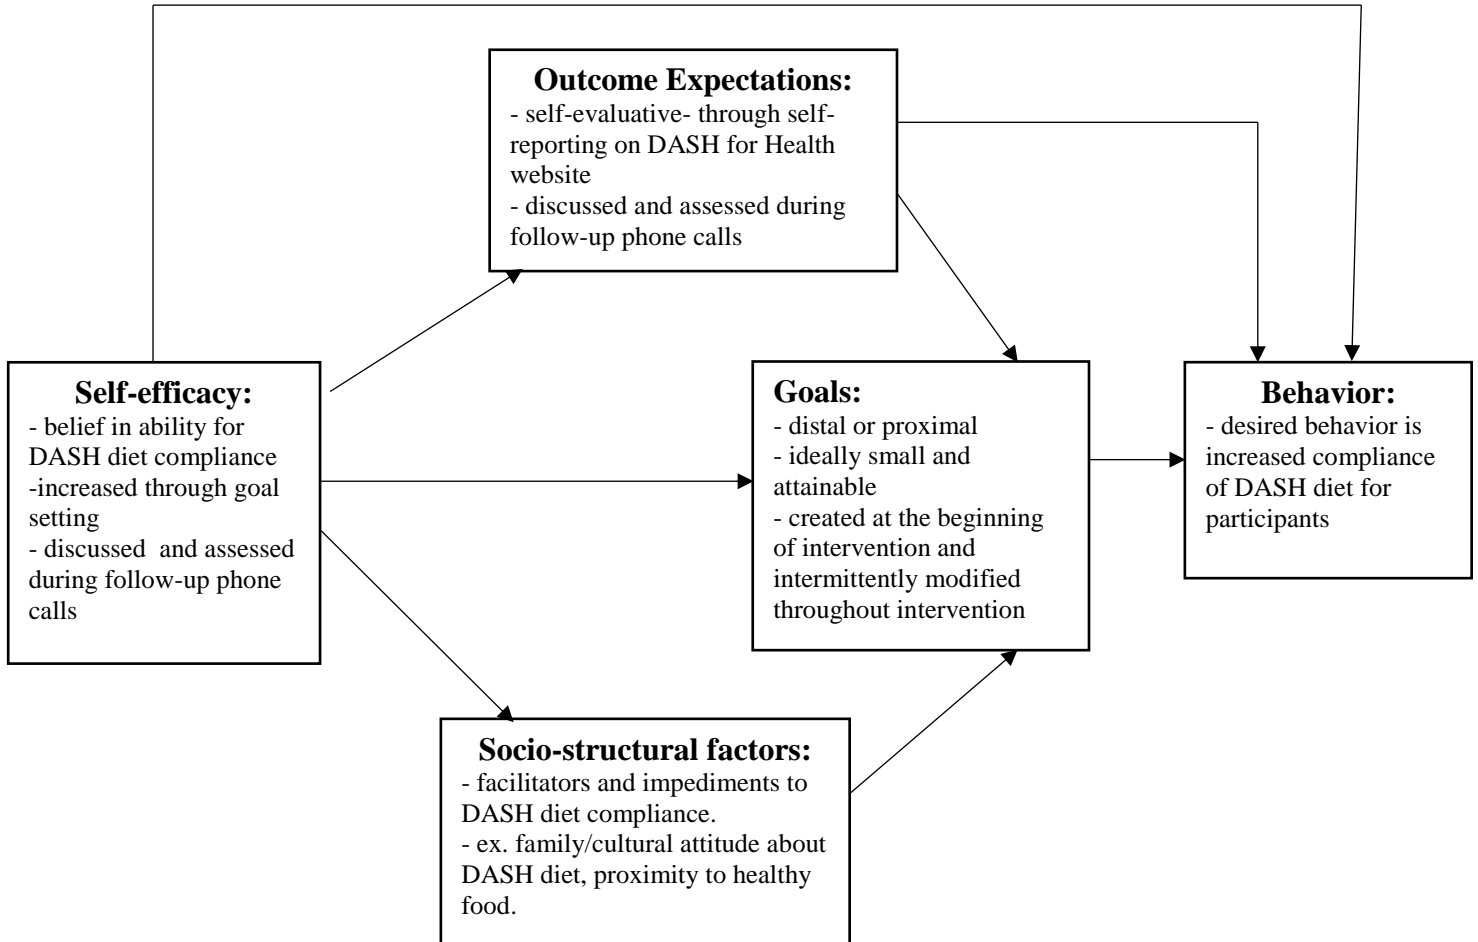 Outcome Expectations:
- self-evaluative- through self-
reporting on DASH for Health
website
- discussed and assessed during
follow-up phone calls
Self-efficacy:
- belief in ability for
DASH diet compliance
-increased through goal
setting
- discussed  and assessed
during follow-up phone
calls
Goals:
- distal or proximal
- ideally small and
attainable
- created at the beginning
of intervention and
intermittently modified
throughout intervention
Behavior:
- desired behavior is
increased compliance
of DASH diet for
participants
Socio-structural factors:
- facilitators and impediments to
DASH diet compliance.
- ex. family/cultural attitude about
DASH diet, proximity to healthy
food.